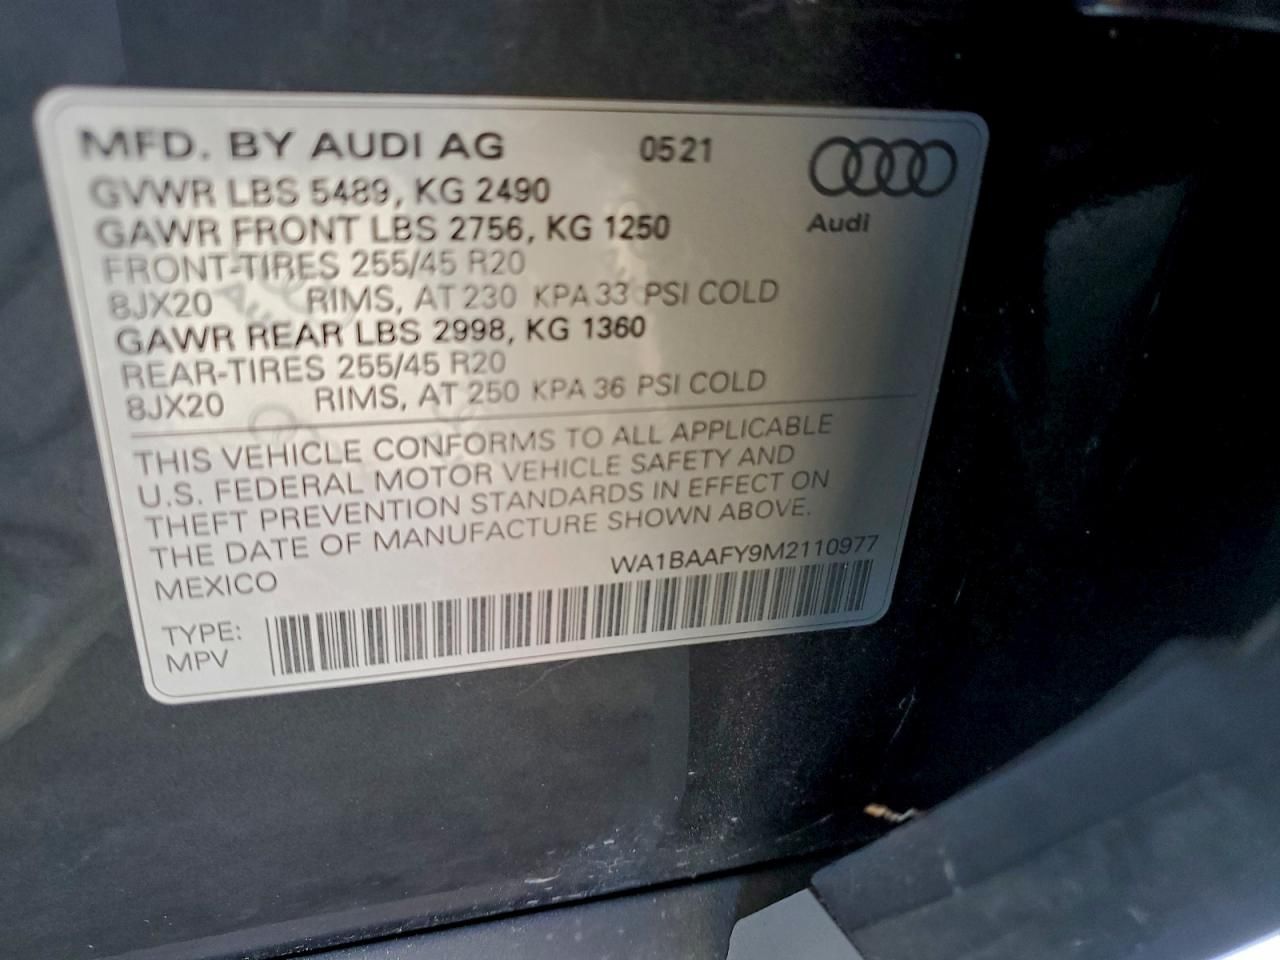 MFD. BY AUDI AG 0521
GVWR LBS 5489, KG 2490
Audi
GAWR FRONT LBS 2756, KG 1250
FRONT-TIRES 255/45 R20
8JX20 RIMS, AT 230 KPA 33 PSI COLD
GAWR REAR LBS 2998, KG 1360
REAR-TIRES 255/45 R20
8JX20 RIMS, AT 250 KPA 36 PSI COLD
THIS VEHICLE CONFORMS TO ALL APPLICABLE
U.S. FEDERAL MOTOR VEHICLE SAFETY AND
THEFT PREVENTION STANDARDS IN EFFECT ON
THE DATE OF MANUFACTURE SHOWN ABOVE.
MEXICO WA1BAAFY9M2110977
TYPE:
MPV